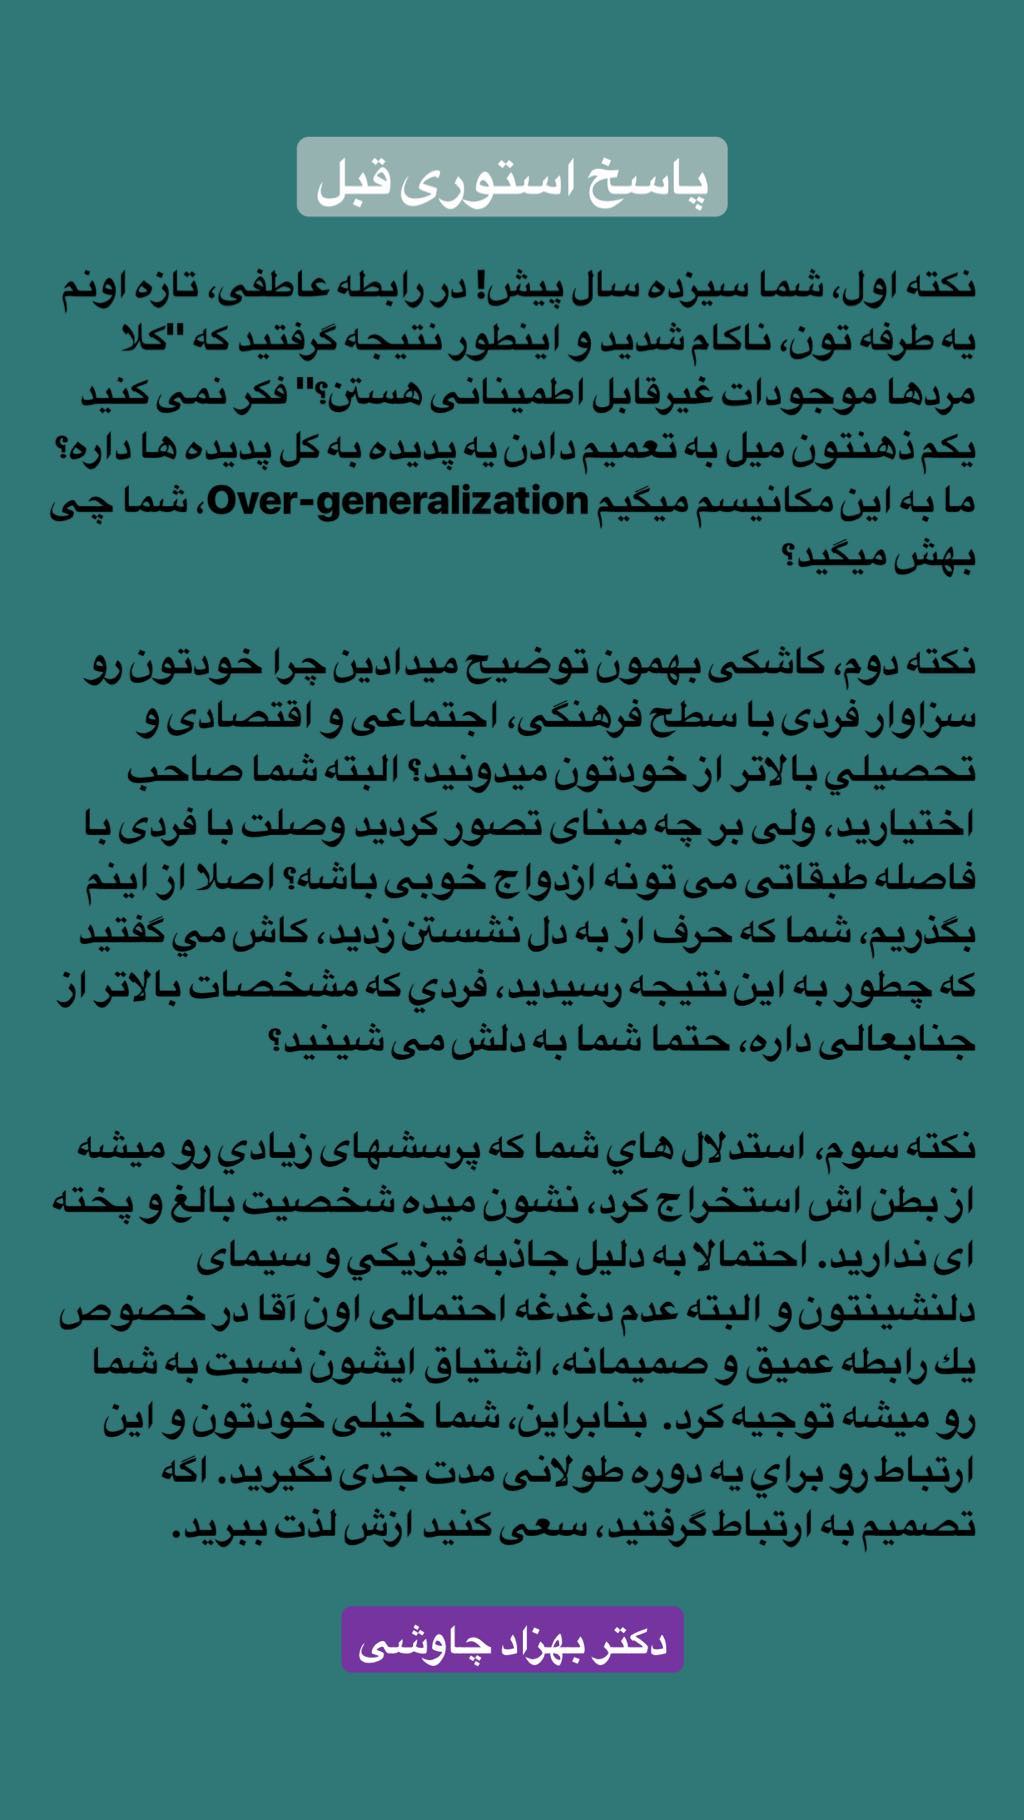 پاسخ استوری قبل
نکته اول، شما سیزده سال پیش! در رابطه عاطفی، تازه اونم
یه طرفه تون، ناکام شدید و اینطور نتیجه گرفتید که "کلا
مردها موجودات غیرقابل اطمینانی هستن؟" فکر نمی کنید
یکم ذهنتون میل به تعمیم دادن یه پدیده به کل پدیده ها داره؟
ما به این مکانیسم میگیم Over-generalization، شما چی
بهش میگید؟
نکته دوم، کاشکی بهمون توضیح میدادین چرا خودتون رو
سزاوار فردی با سطح فرهنگی، اجتماعی و اقتصادی و
تحصیلي بالاتر از خودتون میدونید؟ البته شما صاحب
اختیارید، ولی بر چه مبنای تصور کردید وصلت با فردی با
فاصله طبقاتی می تونه ازدواج خوبی باشه؟ اصلا از اینم
بگذریم، شما که حرف از به دل نشستن زدید، کاش مي گفتید
که چطور به این نتیجه رسیدید، فردي که مشخصات بالاتر از
جنابعالی داره، حتما شما به دلش می شینید؟
نکته سوم، استدلال هاي شما که پرسشهای زیادي رو میشه
از بطن اش استخراج کرد، نشون میده شخصیت بالغ و پخته
ای ندارید. احتمالا به دلیل جاذبه فیزیکي و سیمای
دلنشینتون و البته عدم دغدغه احتمالی اون آقا در خصوص
يك رابطه عمیق و صمیمانه، اشتیاق ایشون نسبت به شما
رو میشه توجیه کرد. بنابراین، شما خیلی خودتون و این
ارتباط رو براي یه دوره طولانی مدت جدی نگیرید. اگه
تصمیم به ارتباط گرفتید، سعی کنید ازش لذت ببرید.
دکتر بهزاد چاوشی